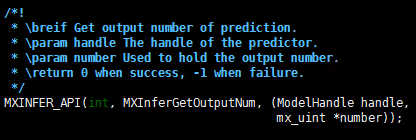 /*!
 * \breif Get output number of prediction.
 * \param handle The handle of the predictor.
 * \param number Used to hold the output number.
 * \return 0 when success, -1 when failure.
 */
MXINFER_API(int, MXInferGetOutputNum, (ModelHandle handle,
                                       mx_uint *number));